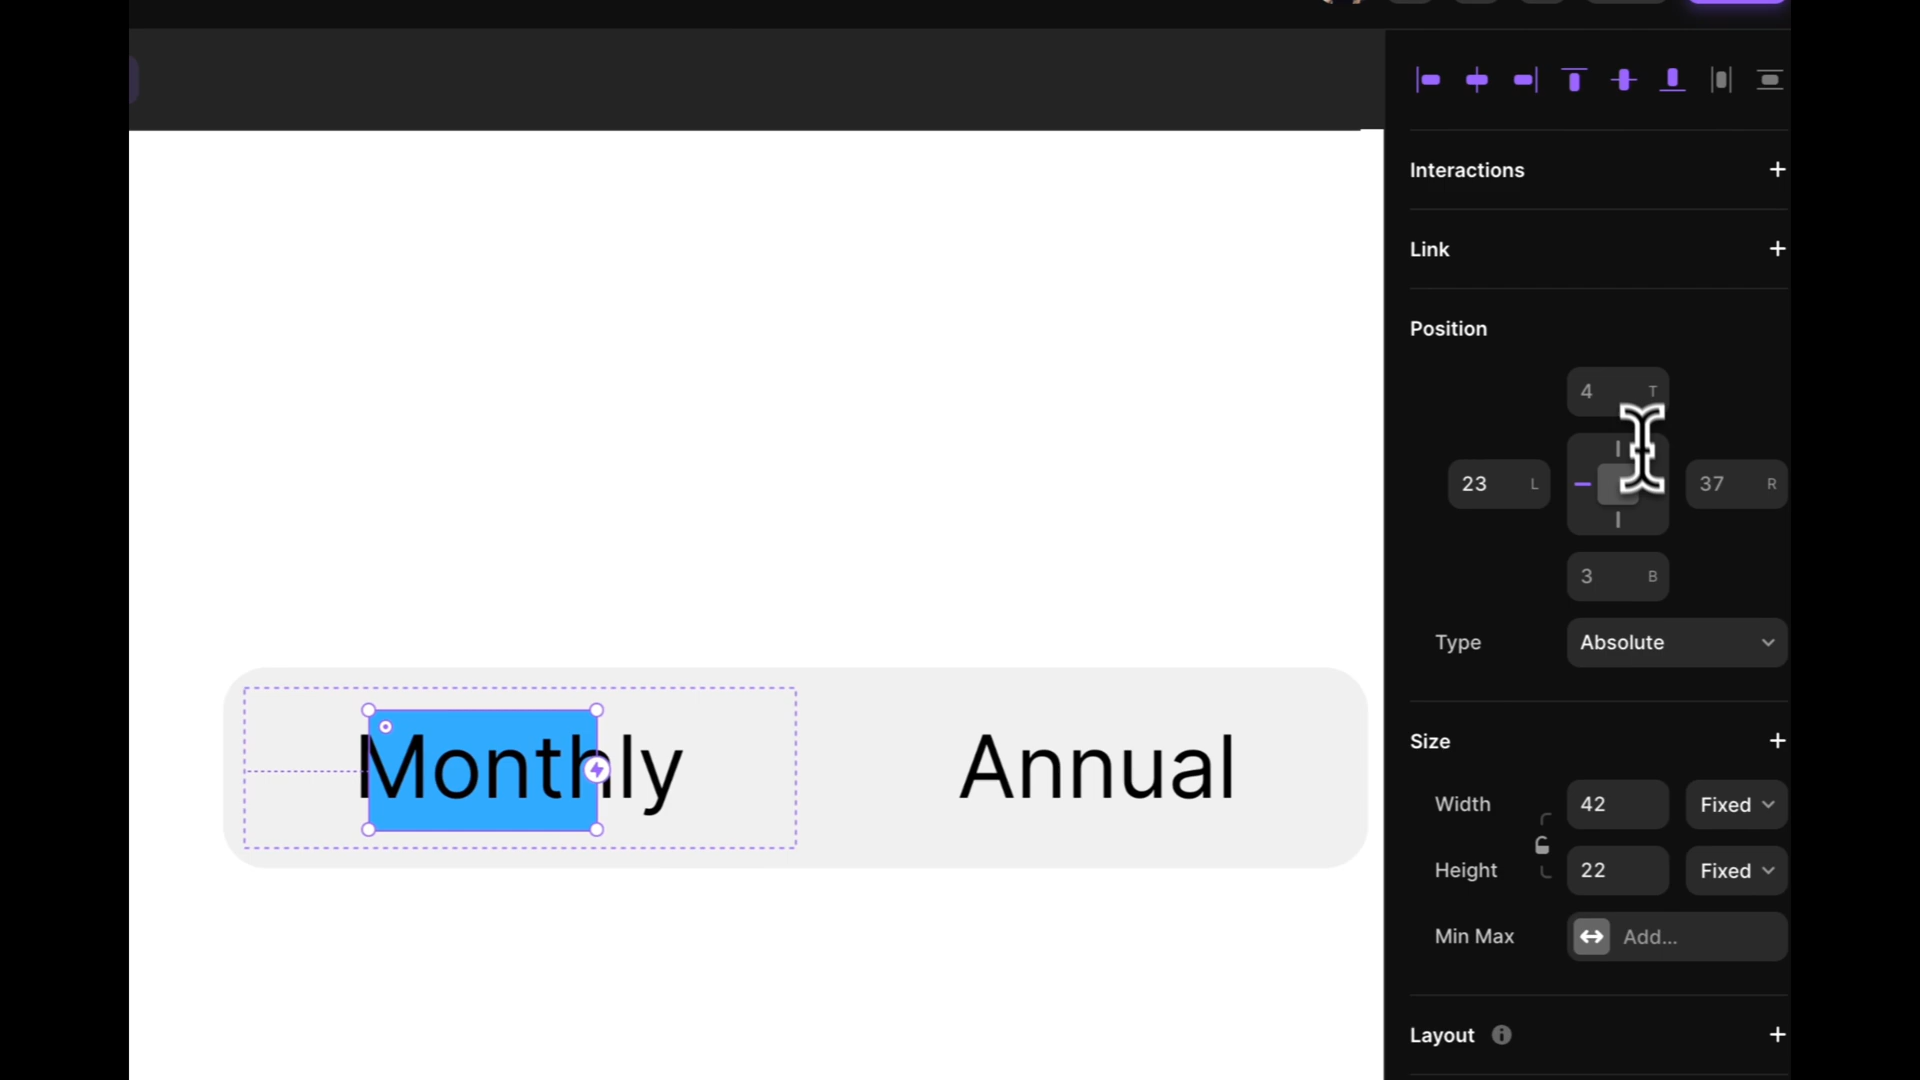 Interactions
Link
Position
4 T
23 L
37 R
3 B
Type Absolute
Monthly Annual
Size
Width 42 Fixed
Height 22 Fixed
Min Max Add...
Layout